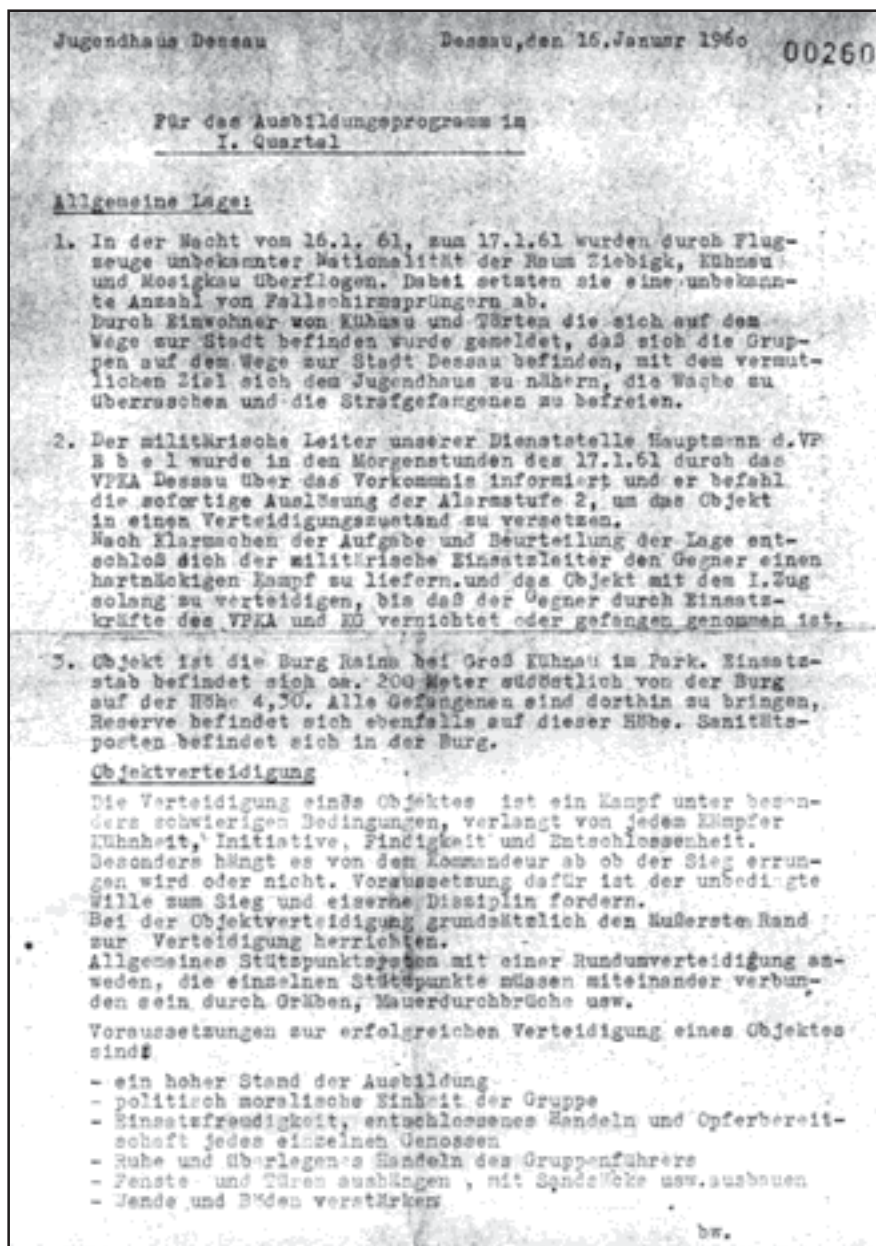 Jugendhaus Dessau Dessau,den 16.Januar 196o
00260
Für das Ausbildungsprogramm im
I. Quartal
Allgemeine Lage:
1. In der Nacht vom 16.1. 61, zum 17.1.61 wurden durch Flug-
zeuge unbekannter Nationalität der Raum Ziebigk, Kühnau
und Mosigkau überflogen. Dabei setzten sie eine unbekann-
te Anzahl von Fallschirmsprüngern ab.
Durch Einwohner von Kühnau und Törten die sich auf dem
Wege zur Stadt befinden wurde gemeldet, daß sich die Grup-
pen auf dem Wege zur Stadt Dessau befinden, mit dem vermut-
lichen Ziel sich dem Jugendhaus zu nähern, die Wache zu
überraschen und die Strafgefangenen zu befreien.
2. Der militärische Leiter unserer Dienststelle Hauptmann d.VP
E b e l wurde in den Morgenstunden des 17.1.61 durch das
VPKA Dessau über das Vorkommnis informiert und er befahl
die sofortige Auslösung der Alarmstufe 2, um das Objekt
in einen Verteidigungszustand zu versetzen.
Nach Klarmachen der Aufgabe und Beurteilung der Lage ent-
schloß dich der militärische Einsatzleiter den Gegner einen
hartnäckigen Kampf zu liefern.und das Objekt mit dem I.Zug
solang zu verteidigen, bis daß der Gegner durch Einsatz-
kräfte des VPKA und KG vernichtet oder gefangen genommen ist.
3. Objekt ist die Burg Raina bei Groß Kühnau im Park. Einsatz-
stab befindet sich ca. 200 Meter südöstlich von der Burg
auf der Höhe 4,50. Alle Gefangenen sind dorthin zu bringen,
Reserve befindet sich ebenfalls auf dieser Höhe. Sanitäts-
posten befindet sich in der Burg.
Objektverteidigung
Die Verteidigung eines Objektes ist ein Kampf unter beson-
ders schwierigen Bedingungen, verlangt von jedem Kämpfer
Kühnheit, Initiative, Findigkeit und Entschlossenheit.
Besonders hängt es von dem Kommandeur ab ob der Sieg errun-
gen wird oder nicht. Voraussetzung dafür ist der unbedingte
Wille zum Sieg und eiserne Disziplin fordern.
Bei der Objektverteidigung grundsätzlich den äußerste Rand
zur Verteidigung herrichten.
Allgemeines Stützpunktsystem mit einer Rundumverteidigung an-
weden, die einzelnen Stützpunkte müssen miteinander verbun-
den sein durch Gräben, Mauerdurchbrüche usw.
Voraussetzungen zur erfolgreichen Verteidigung eines Objektes
sind:
- ein hoher Stand der Ausbildung
- politisch moralische Einheit der Gruppe
- Einsatzfreudigkeit, entschlossenes Handeln und Opferbereit-
schaft jedes einzelnen Genossen
- Ruhe und überlegenes Handeln des Gruppenführers
- Fenste und Türen aushängen , mit Sandsäcke usw.ausbauen
- Wende und Böden verstärken
bw.